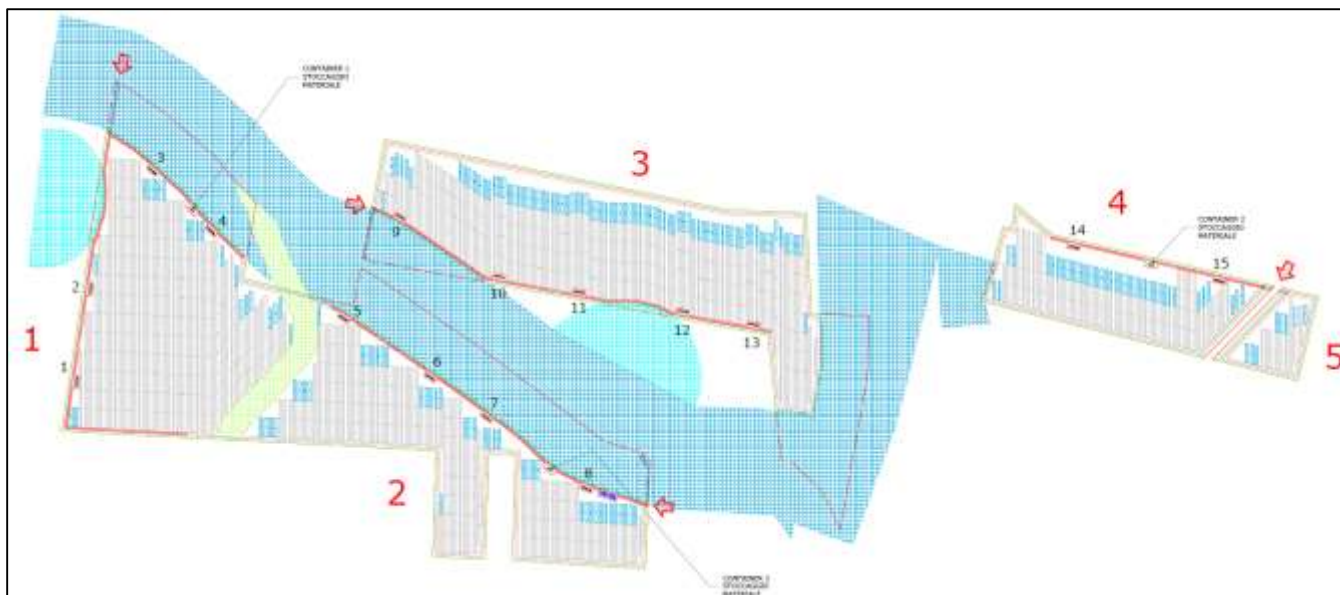 CONTAINER 1
STOCCAGGIO
MATERIALE
3
3
4
4
14
CONTAINER 2
STOCCAGGIO
MATERIALE
9
15
2
10
11
12
13
5
1
5
1
6
7
2
8
CONTAINER 3
STOCCAGGIO
MATERIALE